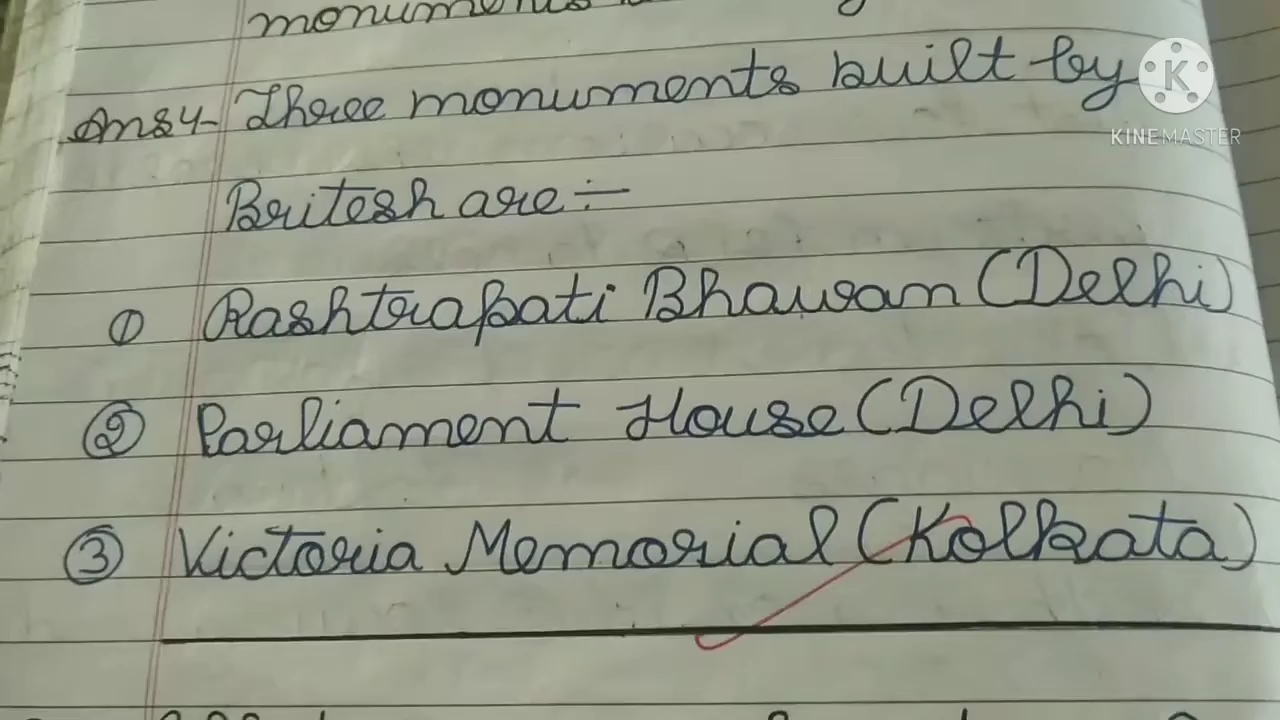 monuments
Ans4- Three monuments built by
Britesh are :-
① Rashtrapati Bhawan (Delhi)
② Parliament House (Delhi)
③ Victoria Memorial (Kolkata)
K
KINEMASTER